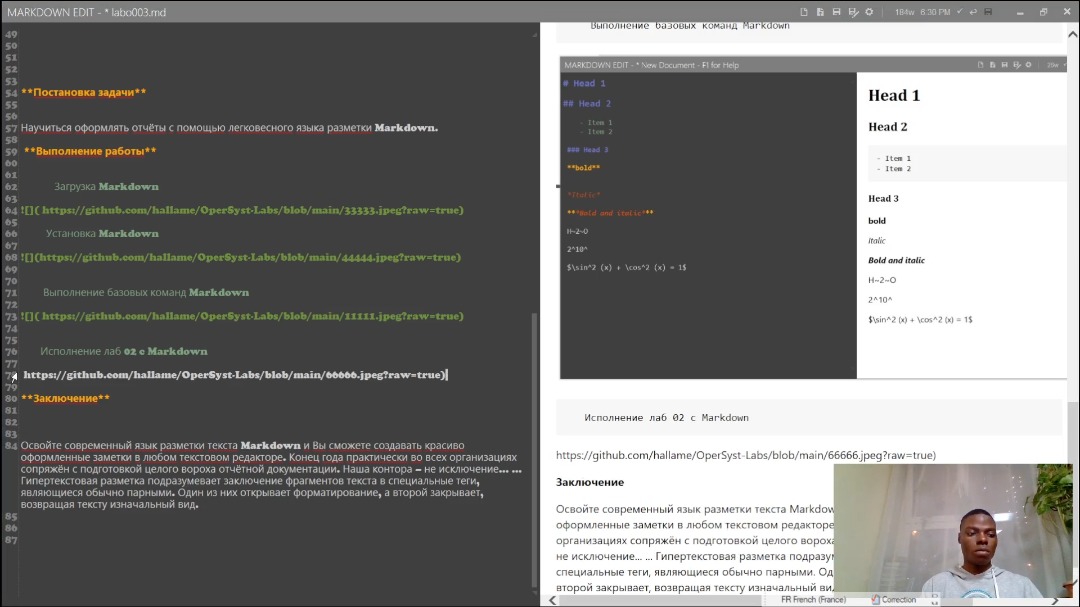 MARKDOWN EDIT - * labo003.md
184w 6:30 PM
49
50
51
52
53
54 **Постановка задачи**
55
56
57 Научиться оформлять отчёты с помощью легковесного языка разметки Markdown.
58
59 **Выполнение работы**
60
61
62 Загрузка Markdown
63
64 ![]( https://github.com/hallame/OperSyst-Labs/blob/main/33333.jpeg?raw=true)
65
66 Установка Markdown
67
68 ![](https://github.com/hallame/OperSyst-Labs/blob/main/44444.jpeg?raw=true)
69
70
71 Выполнение базовых команд Markdown
72
73 ![]( https://github.com/hallame/OperSyst-Labs/blob/main/11111.jpeg?raw=true)
74
75
76 Исполнение лаб 02 с Markdown
77
78 https://github.com/hallame/OperSyst-Labs/blob/main/66666.jpeg?raw=true)
79
80 **Заключение**
81
82
83
84 Освойте современный язык разметки текста Markdown и Вы сможете создавать красиво
оформленные заметки в любом текстовом редакторе. Конец года практически во всех организациях
сопряжён с подготовкой целого вороха отчётной документации. Наша контора – не исключение... ...
Гипертекстовая разметка подразумевает заключение фрагментов текста в специальные теги,
являющиеся обычно парными. Один из них открывает форматирование, а второй закрывает,
возвращая тексту изначальный вид.
85
86
87
Выполнение базовых команд Markdown
MARKDOWN EDIT - * New Document - F1 for Help
# Head 1
## Head 2
- Item 1
- Item 2
### Head 3
**bold**
*Italic*
***Bold and italic***
H~2~O
2^10^
$\sin^2 (x) + \cos^2 (x) = 1$
Head 1
Head 2
- Item 1
- Item 2
Head 3
bold
Italic
Bold and italic
H~2~O
2^10^
$\sin^2 (x) + \cos^2 (x) = 1$
Исполнение лаб 02 с Markdown
https://github.com/hallame/OperSyst-Labs/blob/main/66666.jpeg?raw=true)
Заключение
Освойте современный язык разметки текста Markdow
оформленные заметки в любом текстовом редакторе
организациях сопряжён с подготовкой целого вороха
не исключение... ... Гипертекстовая разметка подразум
специальные теги, являющиеся обычно парными. Од
второй закрывает, возвращая тексту изначальный вид
FR French (France) Correction